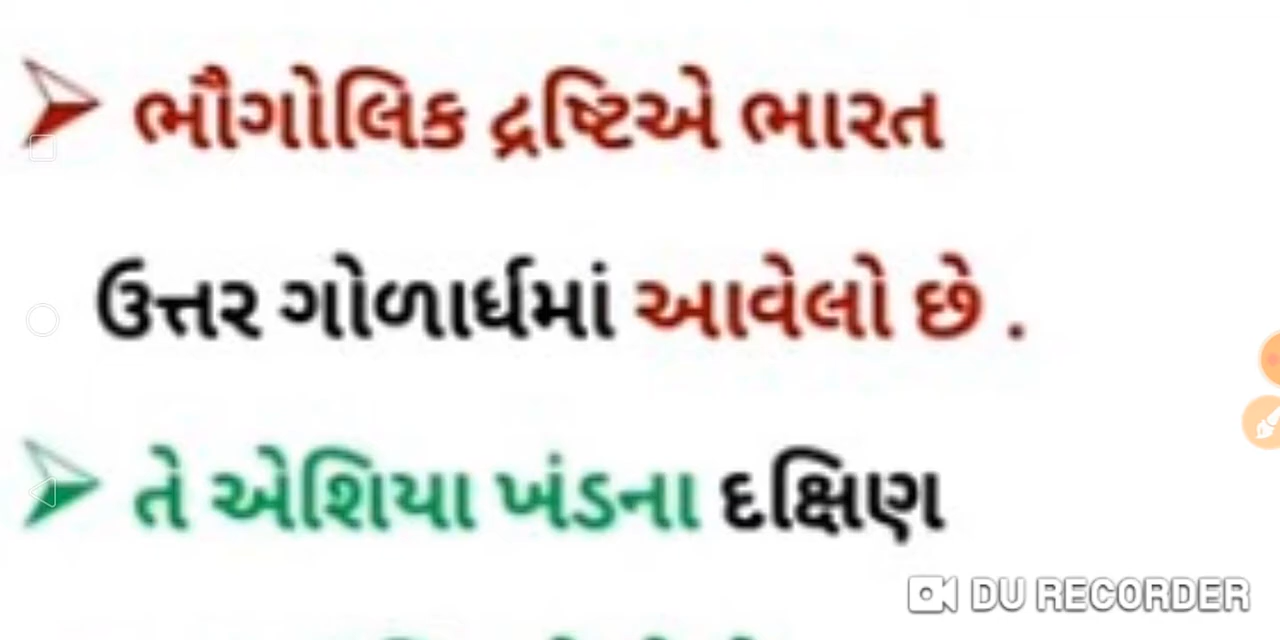 ભૌગોલિક દ્રષ્ટિએ ભારત
ઉત્તર ગોળાર્ધમાં આવેલો છે .
તે એશિયા ખંડના દક્ષિણ
DU RECORDER